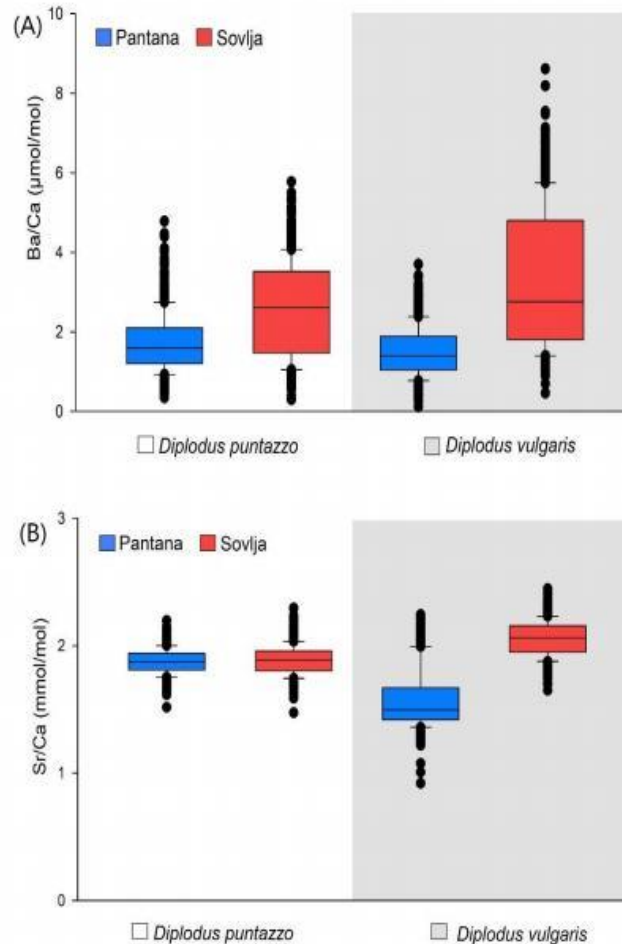 (A)
10
Pantana Sovlja
8
6
4
2
0
Ba/Ca (μmol/mol)
Diplodus puntazzo Diplodus vulgaris
(B)
3
Pantana Sovlja
2
1
0
Sr/Ca (mmol/mol)
Diplodus puntazzo Diplodus vulgaris